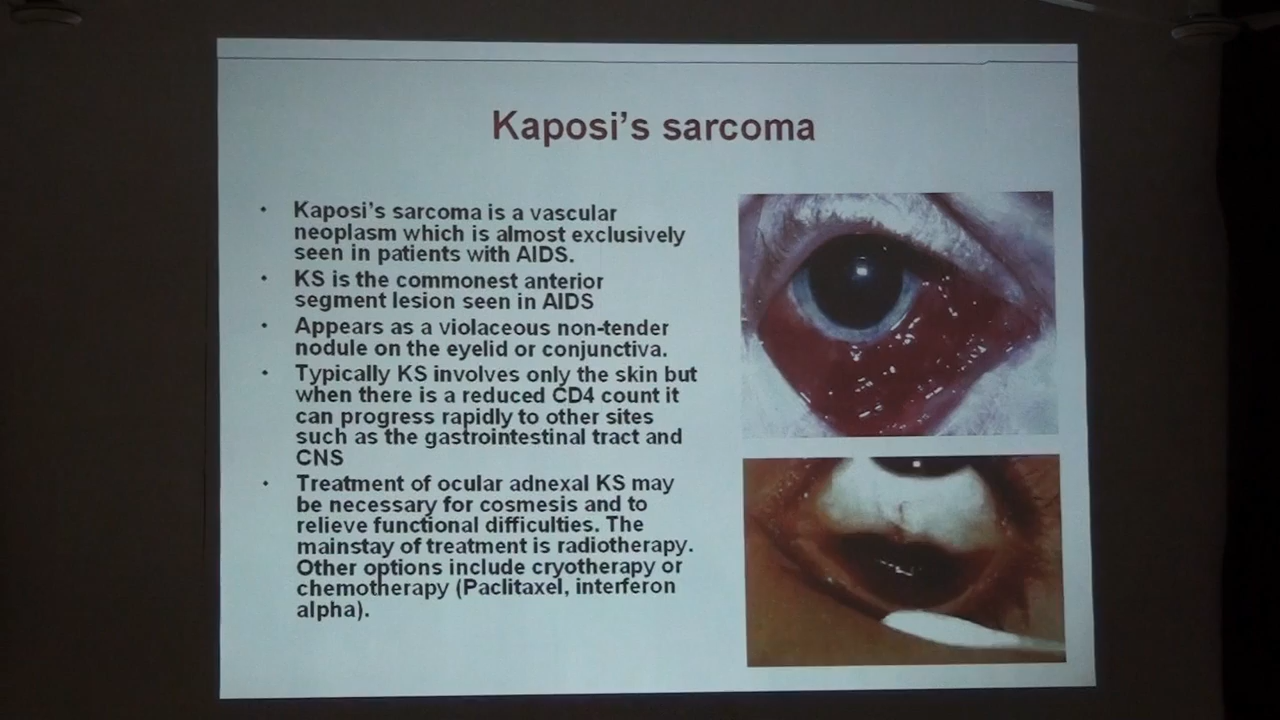 Kaposi's sarcoma
• Kaposi's sarcoma is a vascular
neoplasm which is almost exclusively
seen in patients with AIDS.
• KS is the commonest anterior
segment lesion seen in AIDS
• Appears as a violaceous non-tender
nodule on the eyelid or conjunctiva.
• Typically KS involves only the skin but
when there is a reduced CD4 count it
can progress rapidly to other sites
such as the gastrointestinal tract and
CNS
• Treatment of ocular adnexal KS may
be necessary for cosmesis and to
relieve functional difficulties. The
mainstay of treatment is radiotherapy.
Other options include cryotherapy or
chemotherapy (Paclitaxel, interferon
alpha).